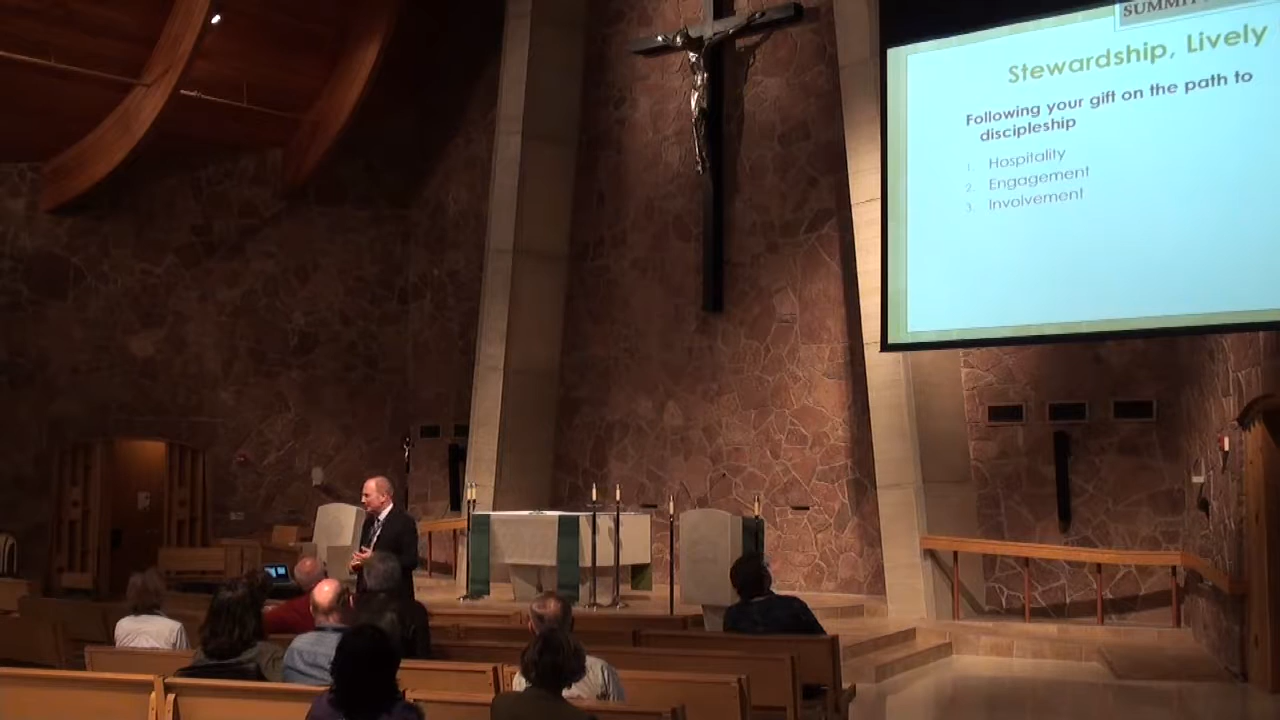 SUMMIT
Stewardship, Lively
Following your gift on the path to
discipleship
1. Hospitality
2. Engagement
3. Involvement